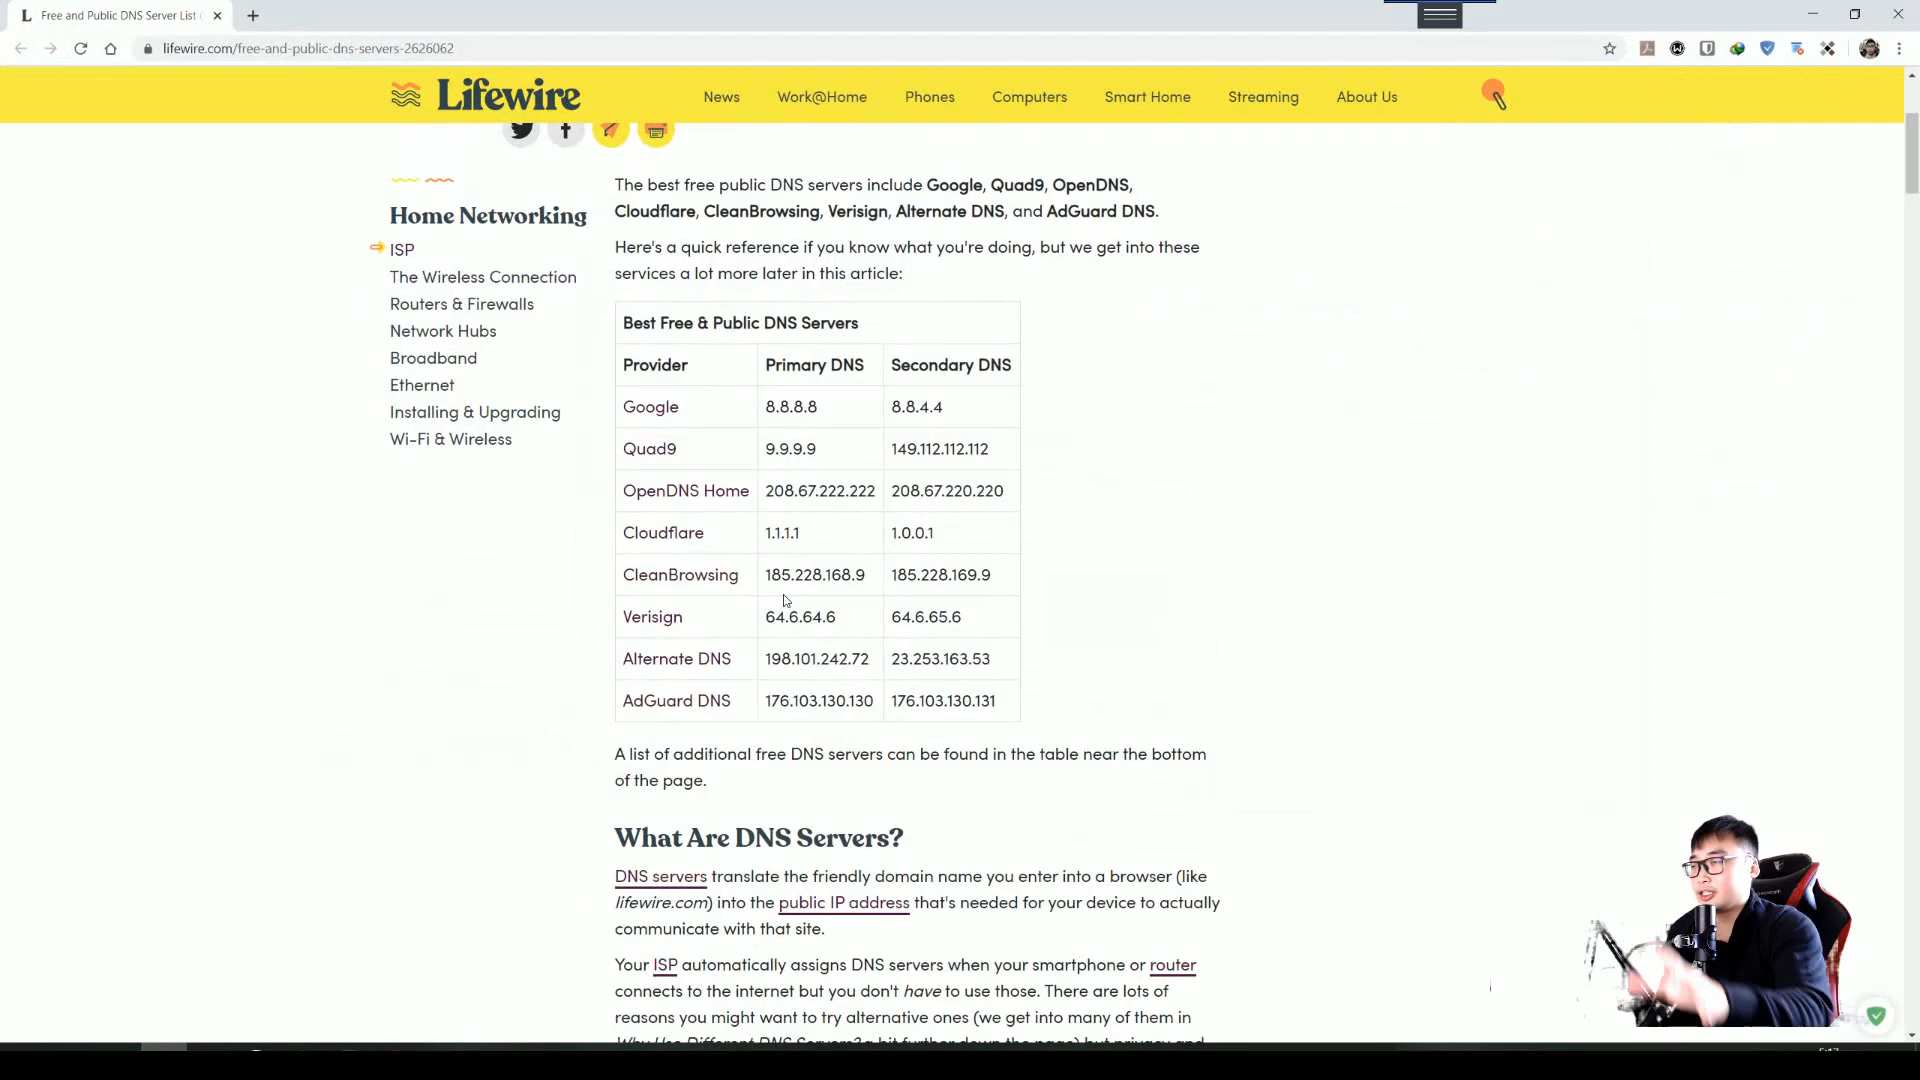 L Free and Public DNS Server List
lifewire.com/free-and-public-dns-servers-2626062
Lifewire
News Work@Home Phones Computers Smart Home Streaming About Us
Home Networking
ISP
The Wireless Connection
Routers & Firewalls
Network Hubs
Broadband
Ethernet
Installing & Upgrading
Wi-Fi & Wireless
The best free public DNS servers include Google, Quad9, OpenDNS,
Cloudflare, CleanBrowsing, Verisign, Alternate DNS, and AdGuard DNS.
Here's a quick reference if you know what you're doing, but we get into these
services a lot more later in this article:
Best Free & Public DNS Servers
Provider Primary DNS Secondary DNS
Google 8.8.8.8 8.8.4.4
Quad9 9.9.9.9 149.112.112.112
OpenDNS Home 208.67.222.222 208.67.220.220
Cloudflare 1.1.1.1 1.0.0.1
CleanBrowsing 185.228.168.9 185.228.169.9
Verisign 64.6.64.6 64.6.65.6
Alternate DNS 198.101.242.72 23.253.163.53
AdGuard DNS 176.103.130.130 176.103.130.131
A list of additional free DNS servers can be found in the table near the bottom
of the page.
What Are DNS Servers?
DNS servers translate the friendly domain name you enter into a browser (like
lifewire.com) into the public IP address that's needed for your device to actually
communicate with that site.
Your ISP automatically assigns DNS servers when your smartphone or router
connects to the internet but you don't have to use those. There are lots of
reasons you might want to try alternative ones (we get into many of them in
Why Use Different DNS Servers? a bit further down the page) but privacy and